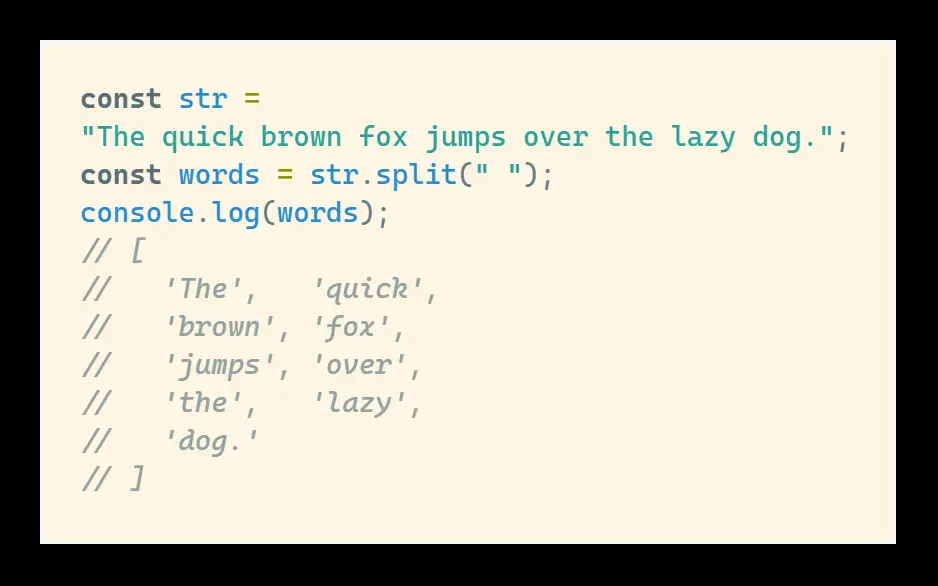 const str =
"The quick brown fox jumps over the lazy dog.";
const words = str.split(" ");
console.log(words);
// [
//   'The',   'quick',
//   'brown', 'fox',
//   'jumps', 'over',
//   'the',   'lazy',
//   'dog.'
// ]